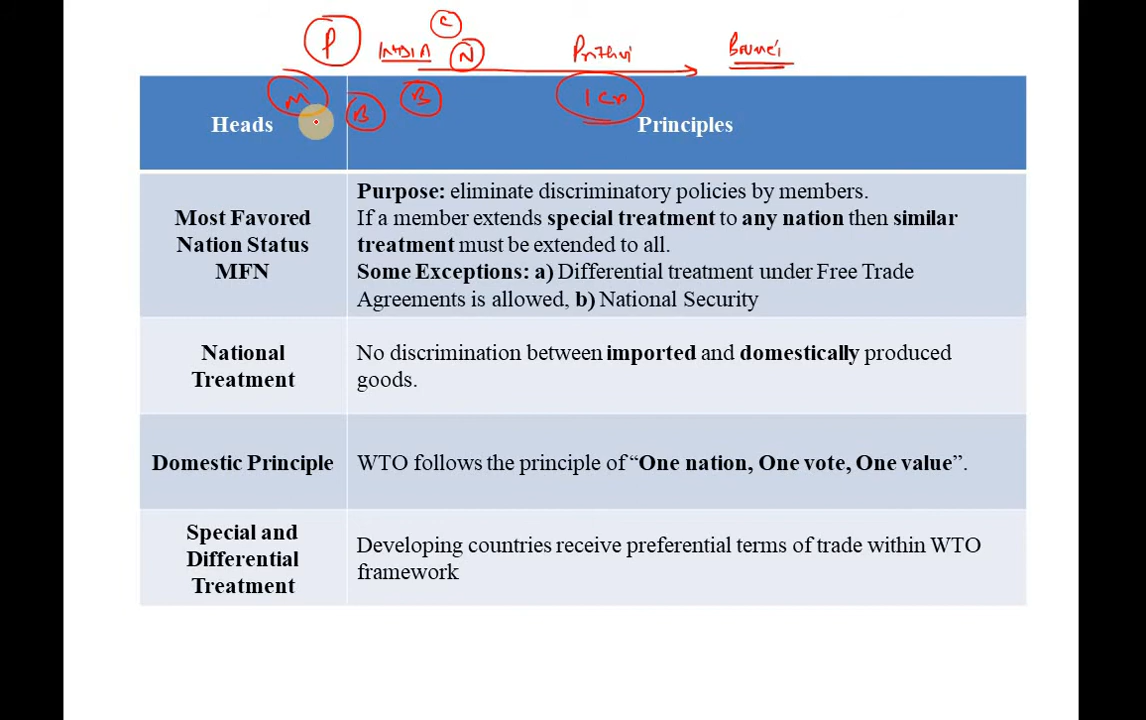 C
P
INDIA
N
Prithvi
Brunei
M
B
B
1 Cr
Heads
Principles
Most Favored
Nation Status
MFN
Purpose: eliminate discriminatory policies by members.
If a member extends special treatment to any nation then similar
treatment must be extended to all.
Some Exceptions: a) Differential treatment under Free Trade
Agreements is allowed, b) National Security
National
Treatment
No discrimination between imported and domestically produced
goods.
Domestic Principle
WTO follows the principle of “One nation, One vote, One value”.
Special and
Differential
Treatment
Developing countries receive preferential terms of trade within WTO
framework